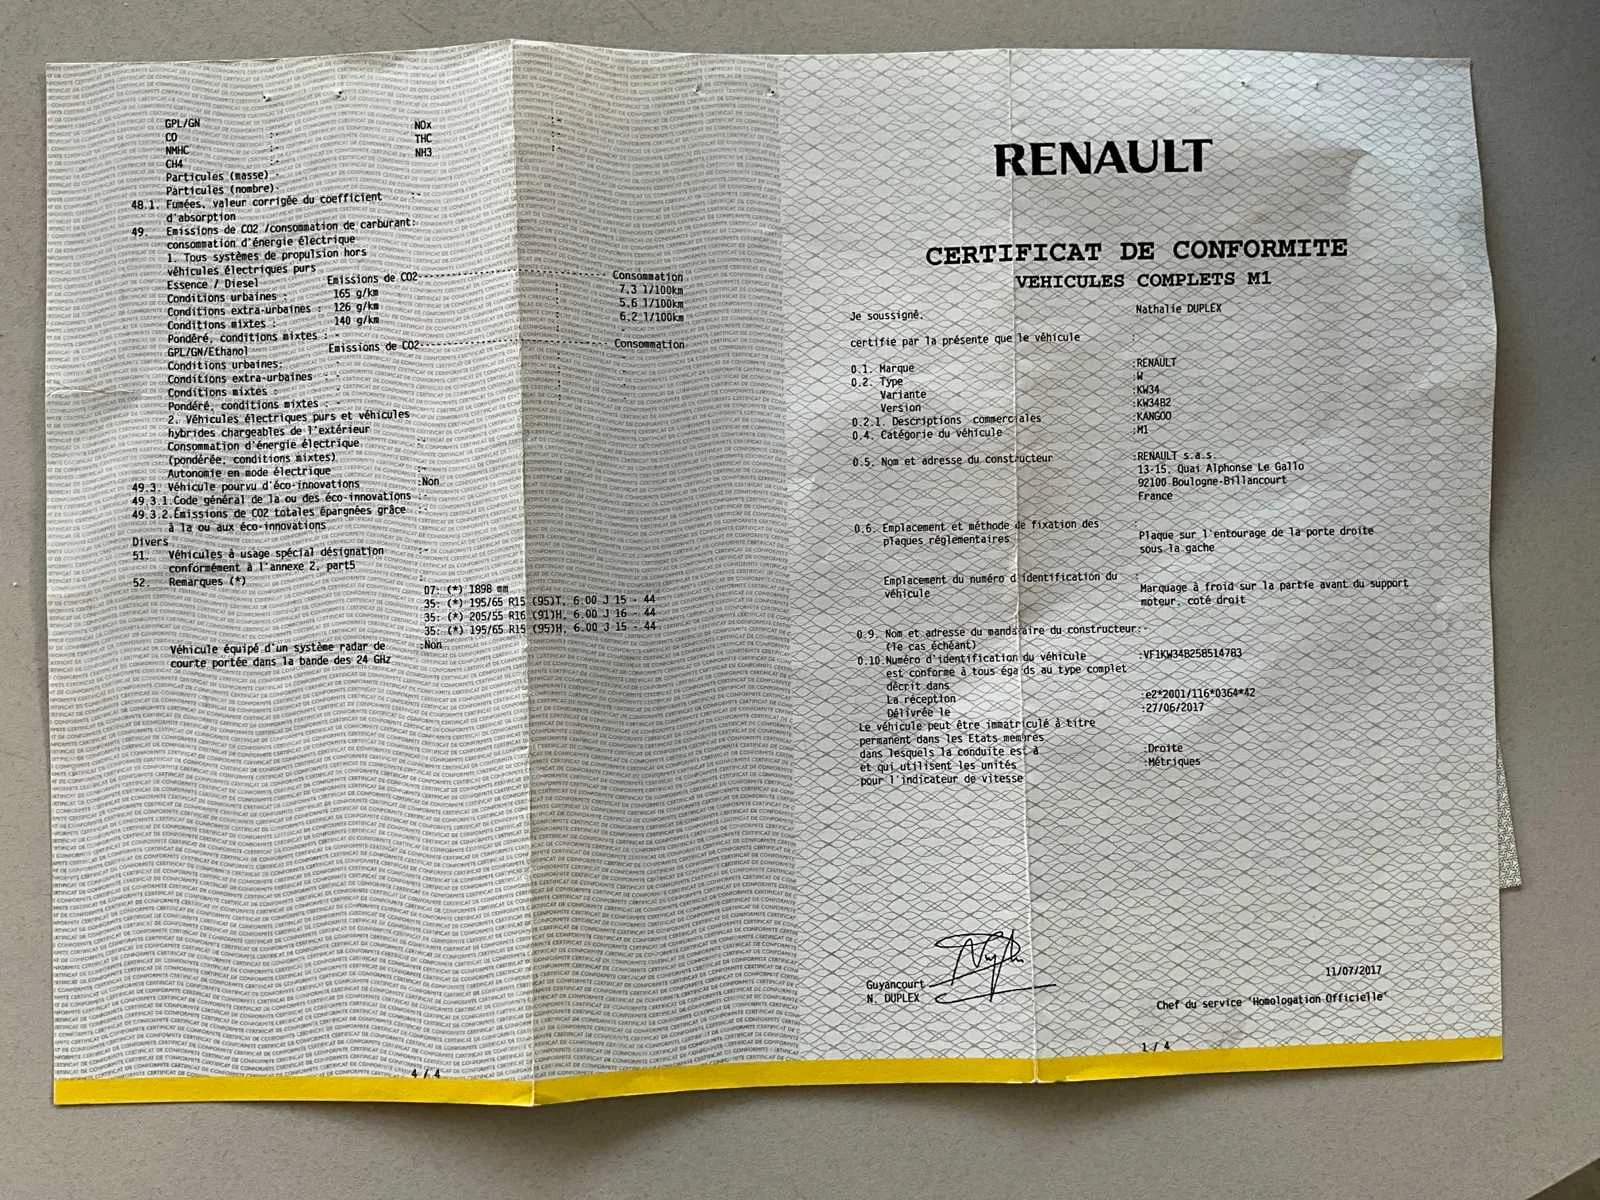 GPL/GN NOx :-
CO :- THC :-
NMHC :- NH3 :-
CH4 :-
Particules (masse) -
Particules (nombre)-
48.1. Fumées, valeur corrigée du coefficient :-
d'absorption
49. Emissions de CO2 /consommation de carburant:
consommation d'énergie électrique
1. Tous systèmes de propulsion hors
véhicules électriques purs
Essence / Diesel Emissions de CO2 Consommation
Conditions urbaines : 165 g/km : 7,3 l/100km
Conditions extra-urbaines : 126 g/km : 5,6 l/100km
Conditions mixtes : 140 g/km : 6,2 l/100km
Pondéré, conditions mixtes : -
GPL/GN/Ethanol Emissions de CO2 Consommation
Conditions urbaines: : -
Conditions extra-urbaines : - : -
Conditions mixtes : - : -
Pondéré, conditions mixtes : - : -
2. Véhicules électriques purs et véhicules
hybrides chargeables de l'extérieur
Consommation d'énergie électrique :-
(pondérée, conditions mixtes)
Autonomie en mode électrique :-
49.3. Véhicule pourvu d'éco-innovations :Non
49.3.1.Code général de la ou des éco-innovations :-
49.3.2.Émissions de CO2 totales épargnées grâce :-
à la ou aux éco-innovations
Divers
51. Véhicules à usage spécial désignation :-
conformément à l'annexe 2, part5
52. Remarques (*) :
07: (*) 1898 mm
35: (*) 195/65 R15 (95)T, 6.00 J 15 - 44
35: (*) 205/55 R16 (91)H, 6.00 J 16 - 44
35: (*) 195/65 R15 (95)H, 6.00 J 15 - 44
Véhicule équipé d'un système radar de :Non
courte portée dans la bande des 24 GHz
4 / 4
RENAULT
CERTIFICAT DE CONFORMITE
VEHICULES COMPLETS M1
Je soussigné, Nathalie DUPLEX
certifie par la présente que le véhicule
0.1. Marque :RENAULT
0.2. Type :W
Variante :KW34
Version :KW34B2
0.2.1. Descriptions commerciales :KANGOO
0.4. Catégorie du véhicule :M1
0.5. Nom et adresse du constructeur :RENAULT s.a.s.
13-15, Quai Alphonse Le Gallo
92100 Boulogne-Billancourt
France
0.6. Emplacement et méthode de fixation des :
plaques réglementaires Plaque sur l'entourage de la porte droite
sous la gache
Emplacement du numéro d'identification du :
véhicule Marquage à froid sur la partie avant du support
moteur, coté droit
0.9. Nom et adresse du mandataire du constructeur:-
(le cas échéant)
0.10.Numéro d'identification du véhicule :VF1KW34B258514783
est conforme à tous égards au type complet
décrit dans
La réception :e2*2001/116*0364*42
Délivrée le :27/06/2017
Le véhicule peut être immatriculé à titre
permanent dans les Etats membres
dans lesquels la conduite est à :Droite
et qui utilisent les unités :Métriques
pour l'indicateur de vitesse
11/07/2017
Guyancourt
N. DUPLEX
Chef du service 'Homologation Officielle'
1 / 4